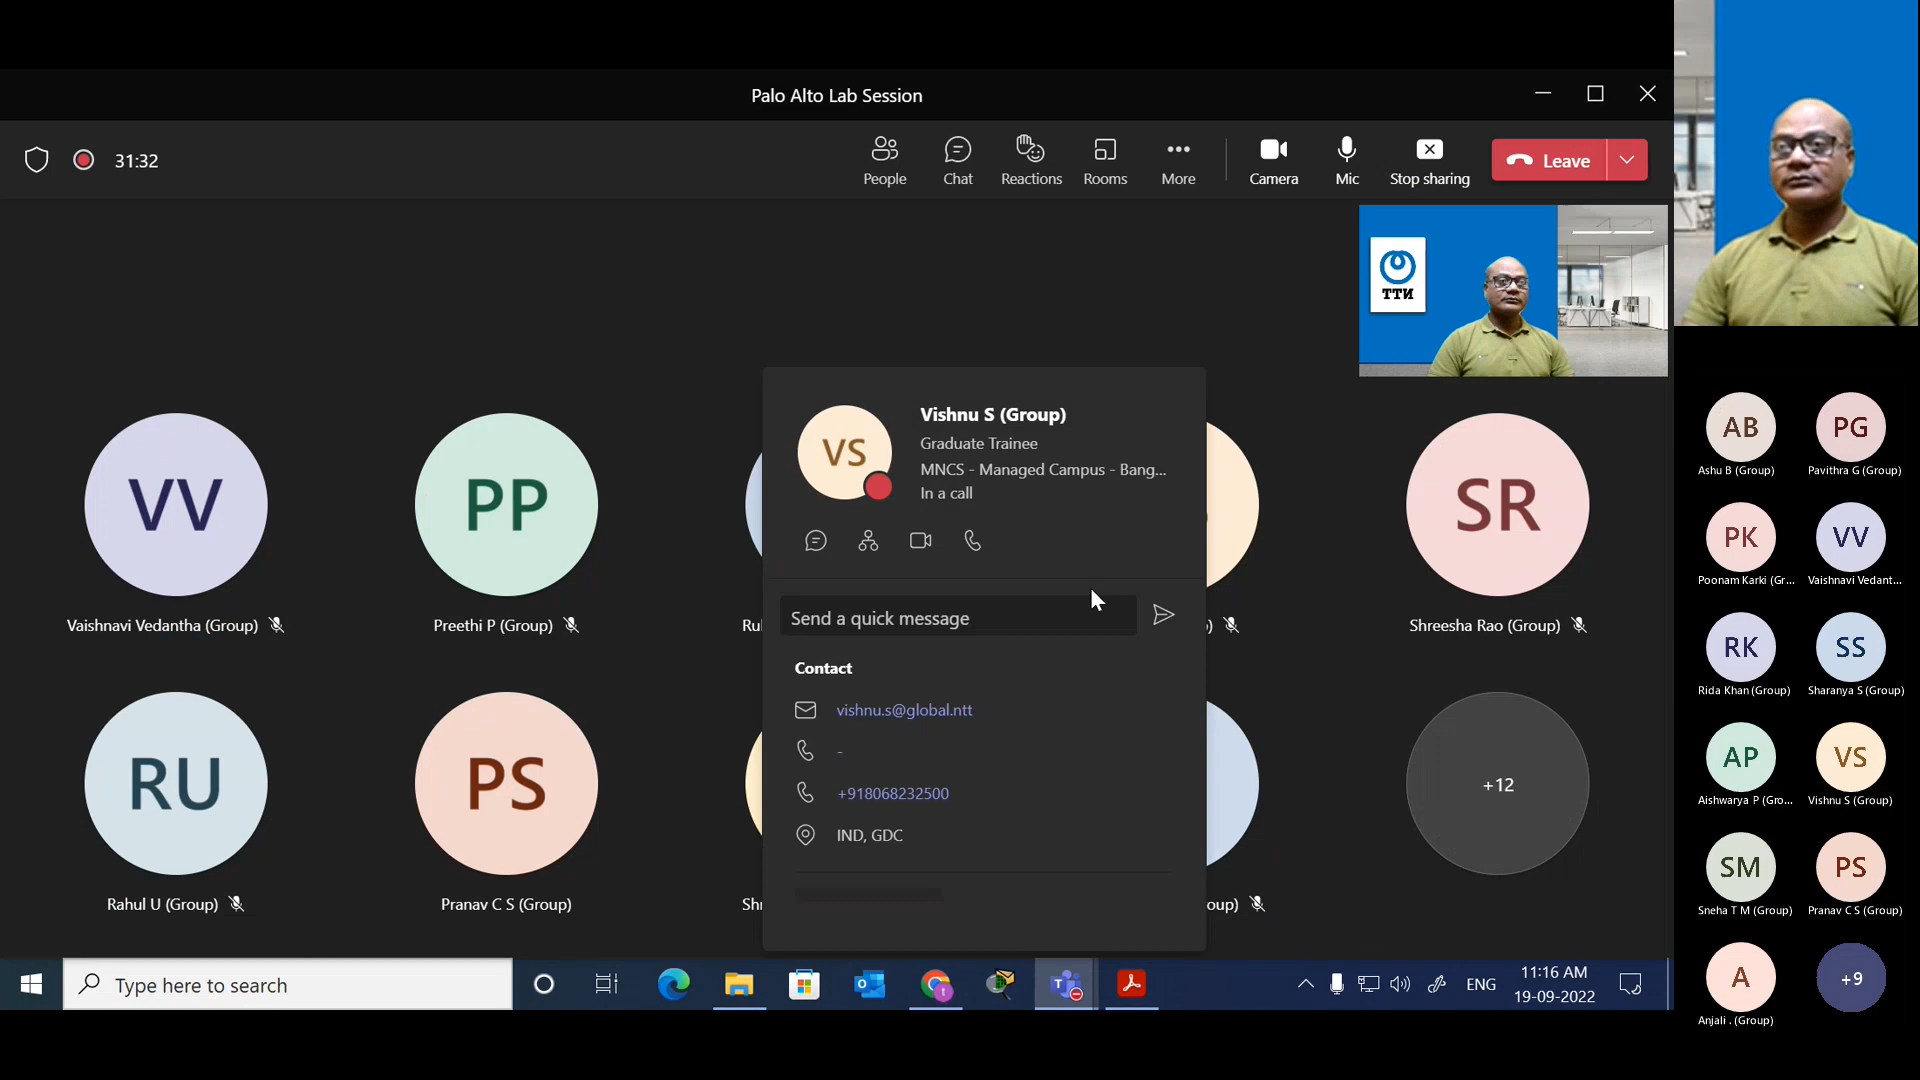 Palo Alto Lab Session
31:32
People
Chat
Reactions
Rooms
More
Camera
Mic
Stop sharing
Leave
TTИ
VV
Vaishnavi Vedantha (Group)
PP
Preethi P (Group)
Rul
)
SR
Shreesha Rao (Group)
RU
Rahul U (Group)
PS
Pranav C S (Group)
Shr
oup)
+12
VS
Vishnu S (Group)
Graduate Trainee
MNCS - Managed Campus - Bang...
In a call
Send a quick message
Contact
vishnu.s@global.ntt
-
+918068232500
IND, GDC
AB
Ashu B (Group)
PG
Pavithra G (Group)
PK
Poonam Karki (Gr...
VV
Vaishnavi Vedant...
RK
Rida Khan (Group)
SS
Sharanya S (Group)
AP
Aishwarya P (Gro...
VS
Vishnu S (Group)
SM
Sneha T M (Group)
PS
Pranav C S (Group)
A
Anjali . (Group)
+9
Type here to search
ENG
11:16 AM
19-09-2022